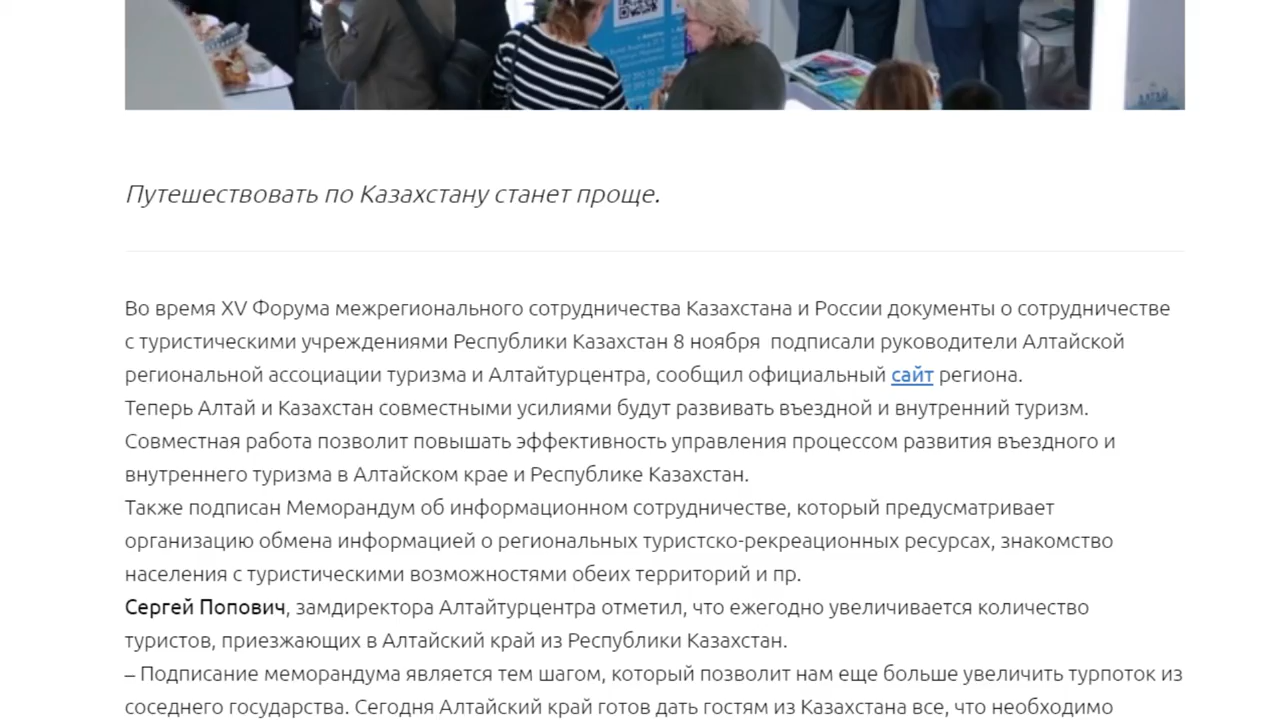 Путешествовать по Казахстану станет проще.
Во время XV Форума межрегионального сотрудничества Казахстана и России документы о сотрудничестве
с туристическими учреждениями Республики Казахстан 8 ноября подписали руководители Алтайской
региональной ассоциации туризма и Алтайтурцентра, сообщил официальный сайт региона.
Теперь Алтай и Казахстан совместными усилиями будут развивать въездной и внутренний туризм.
Совместная работа позволит повышать эффективность управления процессом развития въездного и
внутреннего туризма в Алтайском крае и Республике Казахстан.
Также подписан Меморандум об информационном сотрудничестве, который предусматривает
организацию обмена информацией о региональных туристско-рекреационных ресурсах, знакомство
населения с туристическими возможностями обеих территорий и пр.
Сергей Попович, замдиректора Алтайтурцентра отметил, что ежегодно увеличивается количество
туристов, приезжающих в Алтайский край из Республики Казахстан.
– Подписание меморандума является тем шагом, который позволит нам еще больше увеличить турпоток из
соседнего государства. Сегодня Алтайский край готов дать гостям из Казахстана все, что необходимо